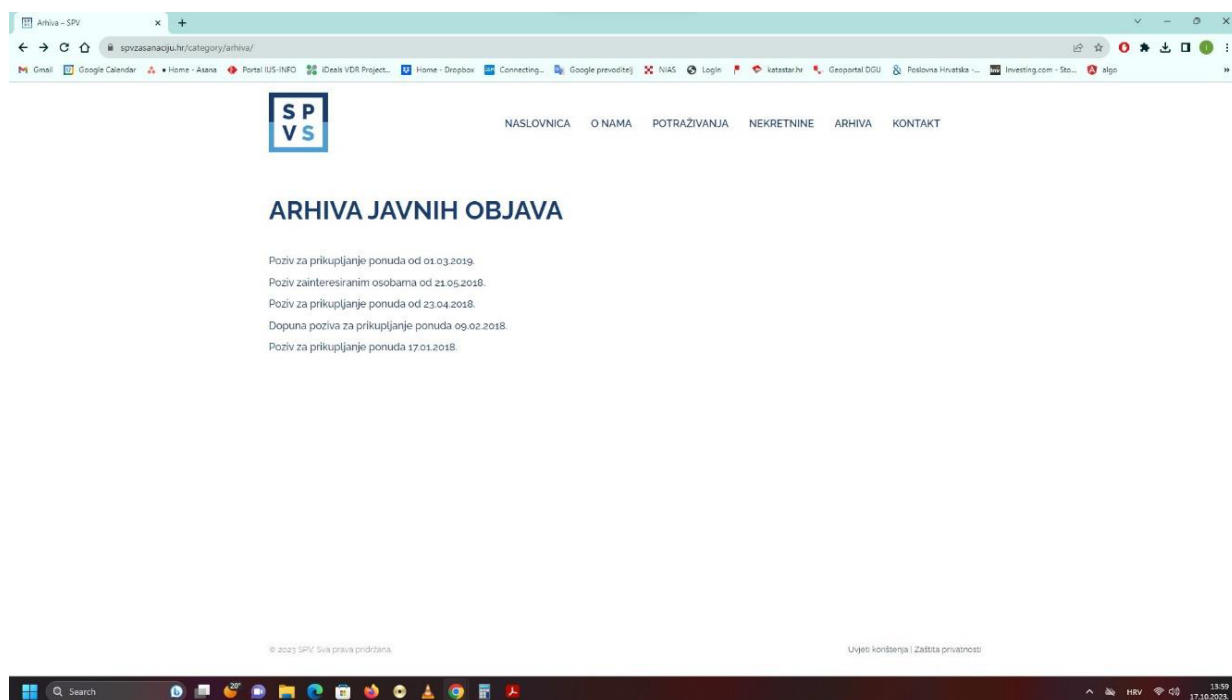 Arhiva – SPV
spvzasanaciju.hr/category/arhiva/
Gmail Google Calendar • Home - Asana Portal IUS-INFO iDeals VDR Project... Home - Dropbox Connecting... Google prevoditelj NIAS Login katastar.hr Geoportal DGU Poslovna Hrvatska -... Investing.com - Sto... algo »
S P
V S
NASLOVNICA O NAMA POTRAŽIVANJA NEKRETNINE ARHIVA KONTAKT
ARHIVA JAVNIH OBJAVA
Poziv za prikupljanje ponuda od 01.03.2019.
Poziv zainteresiranim osobama od 21.05.2018.
Poziv za prikupljanje ponuda od 23.04.2018.
Dopuna poziva za prikupljanje ponuda 09.02.2018.
Poziv za prikupljanje ponuda 17.01.2018.
© 2023 SPV. Sva prava pridržana.
Uvjeti korištenja | Zaštita privatnosti
Search
20°
HRV
13:59
17.10.2023.